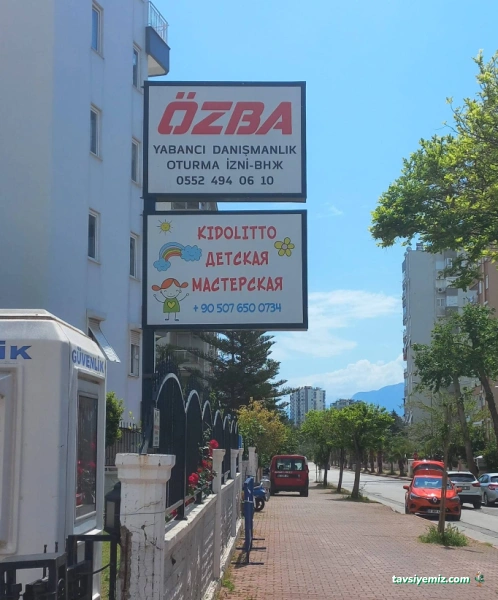 ÖZBA
YABANCI DANIŞMANLIK
OTURMA İZNİ-ВНЖ
0552 494 06 10
KIDOLITTO
ДЕТСКАЯ
МАСТЕРСКАЯ
+ 90 507 650 0734
İK
GÜVENLİK
tavsiyemiz.com